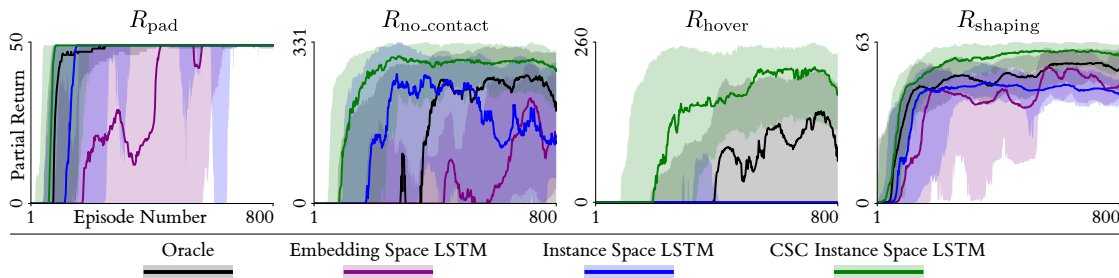 R_pad R_no_contact R_hover R_shaping
Partial Return
50
0
1 Episode Number 800
331
0
1 800
260
0
1 800
63
0
1 800
Oracle Embedding Space LSTM Instance Space LSTM CSC Instance Space LSTM